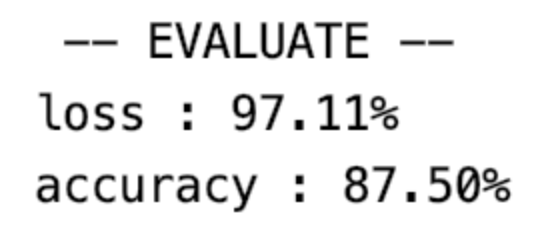 -- EVALUATE --
loss : 97.11%
accuracy : 87.50%